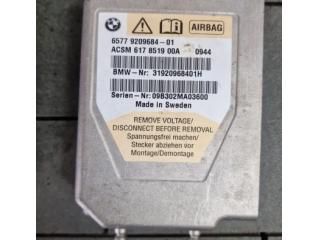 AIRBAG
6577 9209684-01
ACSM 617 8519 00A 0944
BMW-Nr: 31920968401H
Serien-Nr: 09B302MA03600
Made in Sweden
REMOVE VOLTAGE/
DISCONNECT BEFORE REMOVAL
Spannungsfrei machen/
Stecker abziehen vor
Montage/Demontage